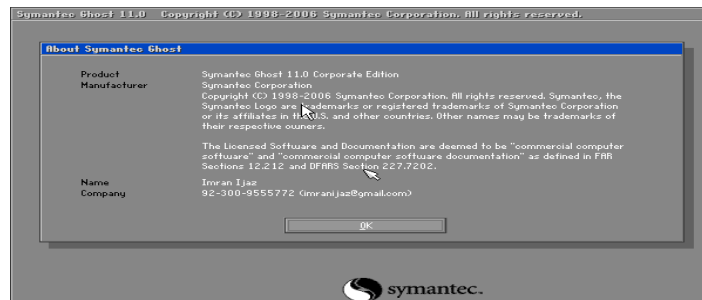 Symantec Ghost 11.0   Copyright (C) 1998-2006 Symantec Corporation. All rights reserved.
About Symantec Ghost
Product Symantec Ghost 11.0 Corporate Edition
Manufacturer Symantec Corporation
Copyright (C) 1998-2006 Symantec Corporation. All rights reserved. Symantec, the
Symantec Logo are trademarks or registered trademarks of Symantec Corporation
or its affiliates in the U.S. and other countries. Other names may be trademarks of
their respective owners.
The Licensed Software and Documentation are deemed to be "commercial computer
software" and "commercial computer software documentation" as defined in FAR
Sections 12.212 and DFARS Section 227.7202.
Name Imran Ijaz
Company 92-300-9555772 (imranijaz@gmail.com)
OK
symantec.